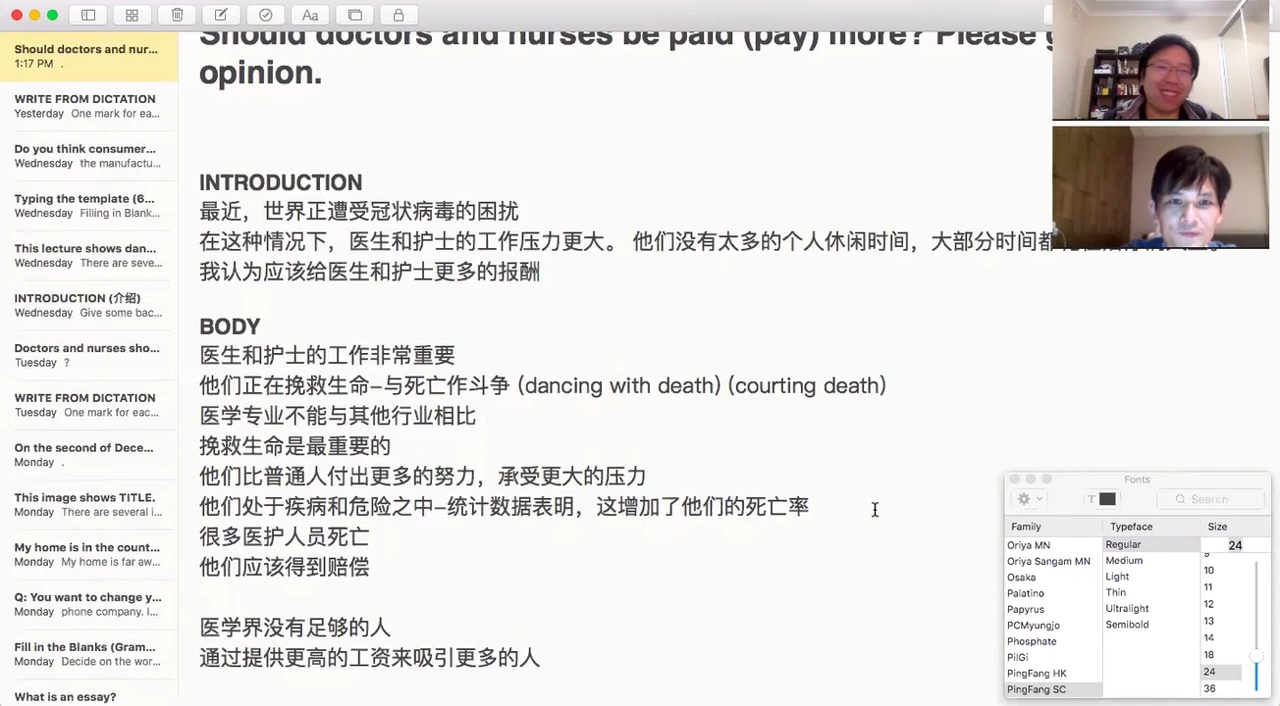 Should doctors and nurses be paid (pay) more? Please
opinion.
INTRODUCTION
最近，世界正遭受冠状病毒的困扰
在这种情况下，医生和护士的工作压力更大。 他们没有太多的个人休闲时间，大部分时间都
我认为应该给医生和护士更多的报酬
BODY
医生和护士的工作非常重要
他们正在挽救生命–与死亡作斗争 (dancing with death) (courting death)
医学专业不能与其他行业相比
挽救生命是最重要的
他们比普通人付出更多的努力，承受更大的压力
他们处于疾病和危险之中–统计数据表明，这增加了他们的死亡率
很多医护人员死亡
他们应该得到赔偿
医学界没有足够的人
通过提供更高的工资来吸引更多的人
Should doctors and nur...
1:17 PM .
WRITE FROM DICTATION
Yesterday One mark for ea...
Do you think consumer...
Wednesday the manufactu...
Typing the template (6...
Wednesday Filling in Blank...
This lecture shows dan...
Wednesday There are seve...
INTRODUCTION (介绍)
Wednesday Give some bac...
Doctors and nurses sho...
Tuesday ?
WRITE FROM DICTATION
Tuesday One mark for eac...
On the second of Dece...
Monday .
This image shows TITLE.
Monday There are several i...
My home is in the count...
Monday My home is far aw...
Q: You want to change y...
Monday phone company. I...
Fill in the Blanks (Gram...
Monday Decide on the wor...
What is an essay?
Aa
Fonts
T
Search
Family Typeface Size
Oriya MN
Oriya Sangam MN
Osaka
Palatino
Papyrus
PCMyungjo
Phosphate
PilGi
PingFang HK
PingFang SC
Regular
Medium
Light
Thin
Ultralight
Semibold
24
9
10
11
12
13
14
18
24
36